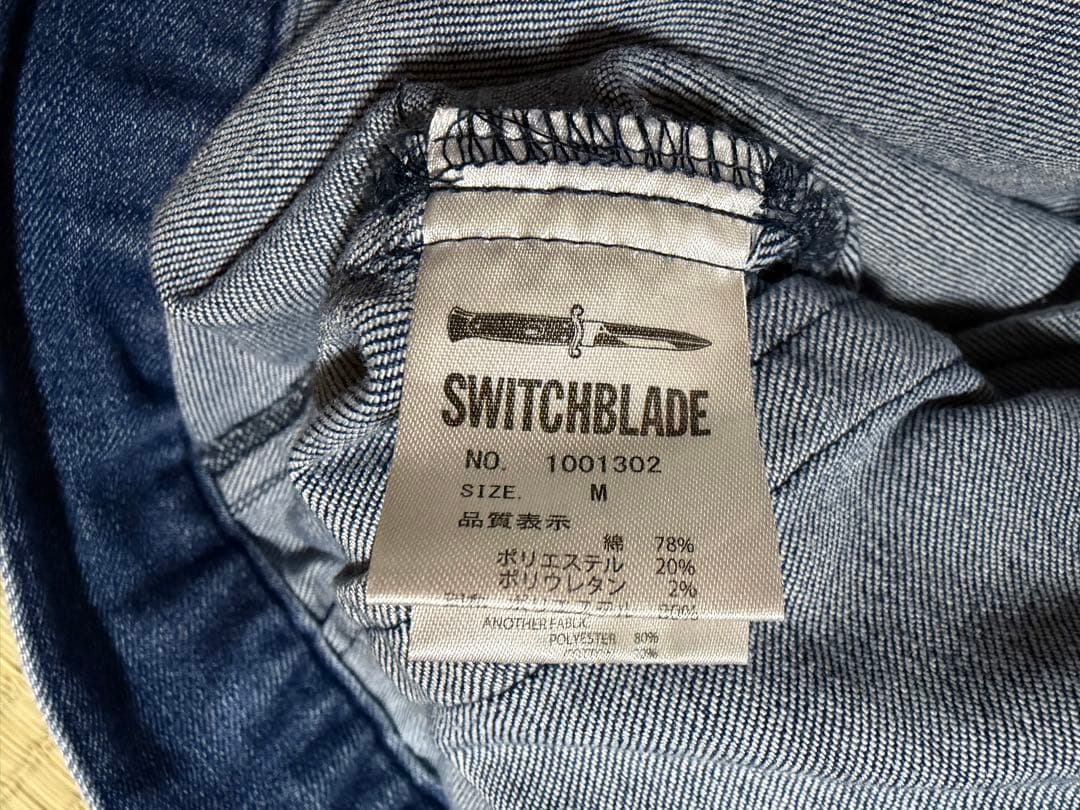 SWITCHBLADE
NO. 1001302
SIZE. M
品質表示
綿 78%
ポリエステル 20%
ポリウレタン 2%
ANOTHER FABLIC
POLYESTER 80%